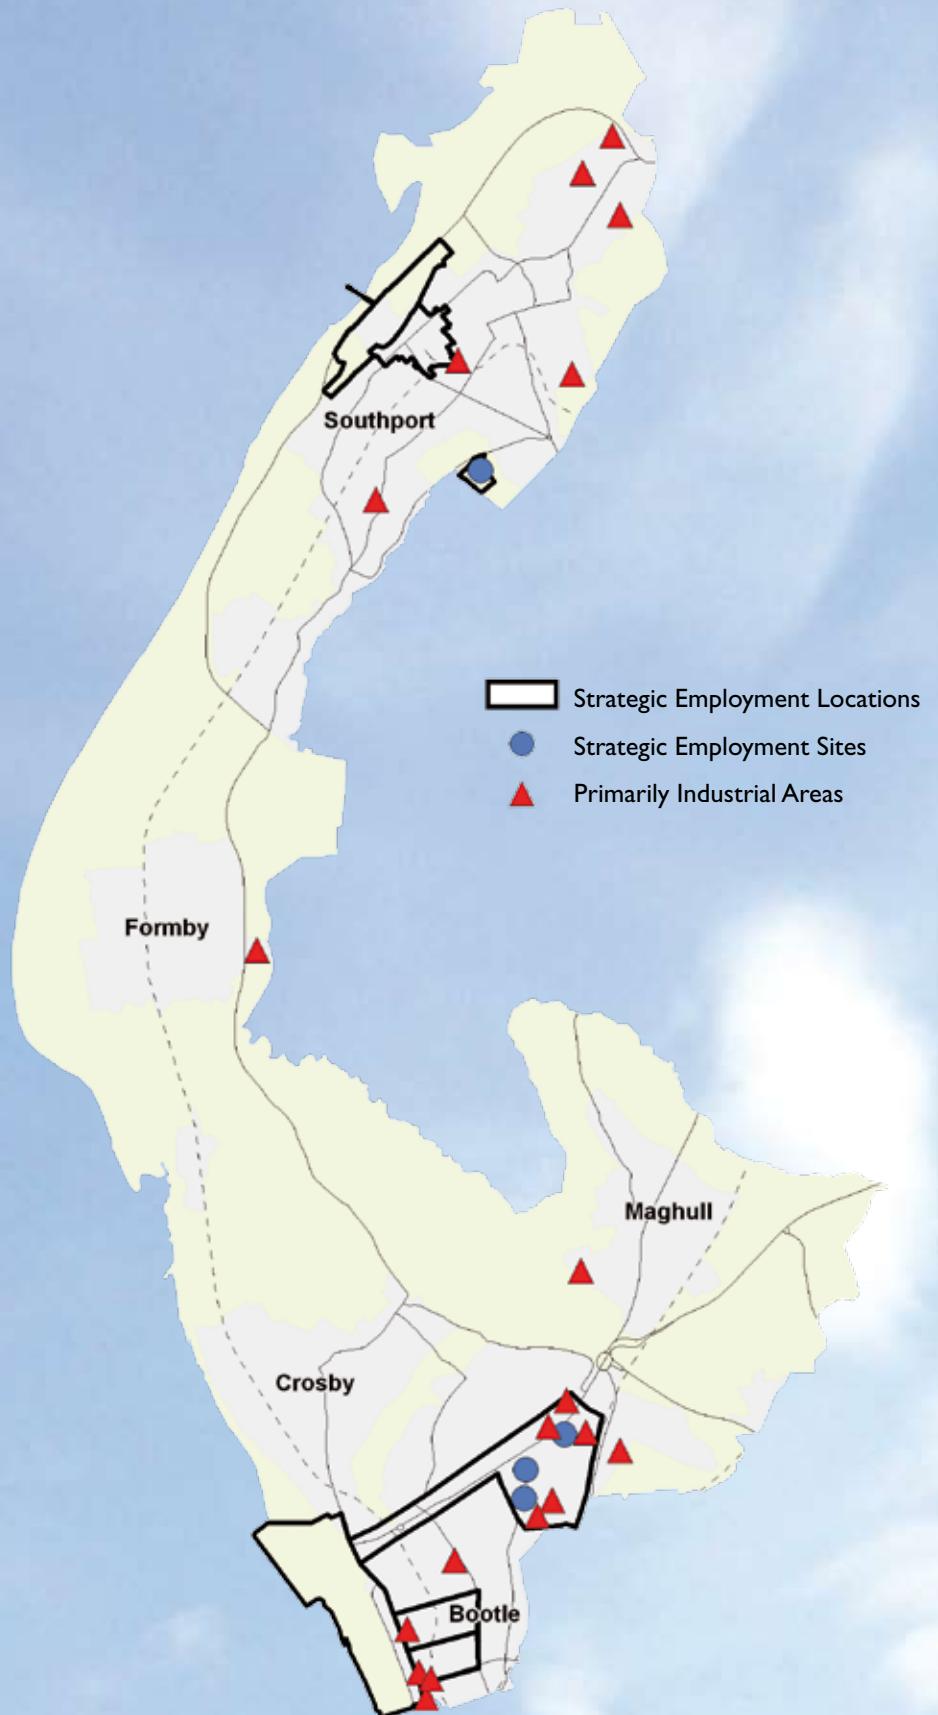 Southport
Strategic Employment Locations
Strategic Employment Sites
Primarily Industrial Areas
Formby
Maghull
Crosby
Bootle